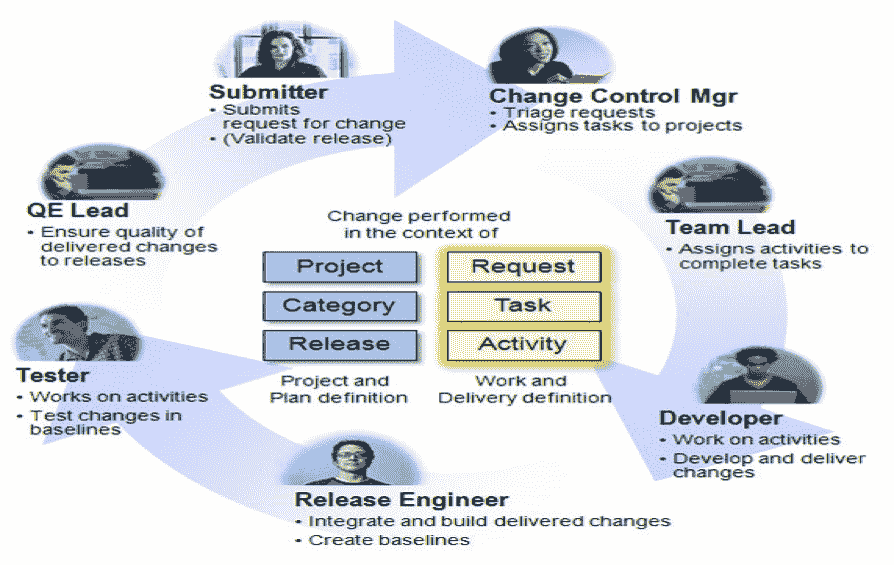 Submitter
• Submits
request for change
• (Validate release)
Change Control Mgr
• Triage requests
• Assigns tasks to projects
QE Lead
• Ensure quality of
delivered changes
to releases
Team Lead
• Assigns activities to
complete tasks
Change performed
in the context of
Project
Category
Release
Project and
Plan definition
Request
Task
Activity
Work and
Delivery definition
Tester
• Works on activities
• Test changes in
baselines
Developer
• Work on activities
• Develop and deliver
changes
Release Engineer
• Integrate and build delivered changes
• Create baselines